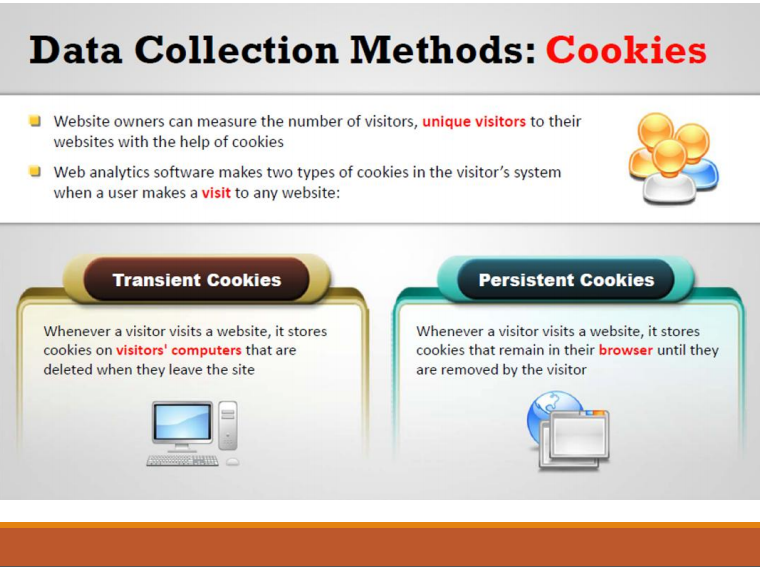 Data Collection Methods: Cookies
Website owners can measure the number of visitors, unique visitors to their
websites with the help of cookies
Web analytics software makes two types of cookies in the visitor's system
when a user makes a visit to any website:
Transient Cookies
Whenever a visitor visits a website, it stores
cookies on visitors' computers that are
deleted when they leave the site
Persistent Cookies
Whenever a visitor visits a website, it stores
cookies that remain in their browser until they
are removed by the visitor